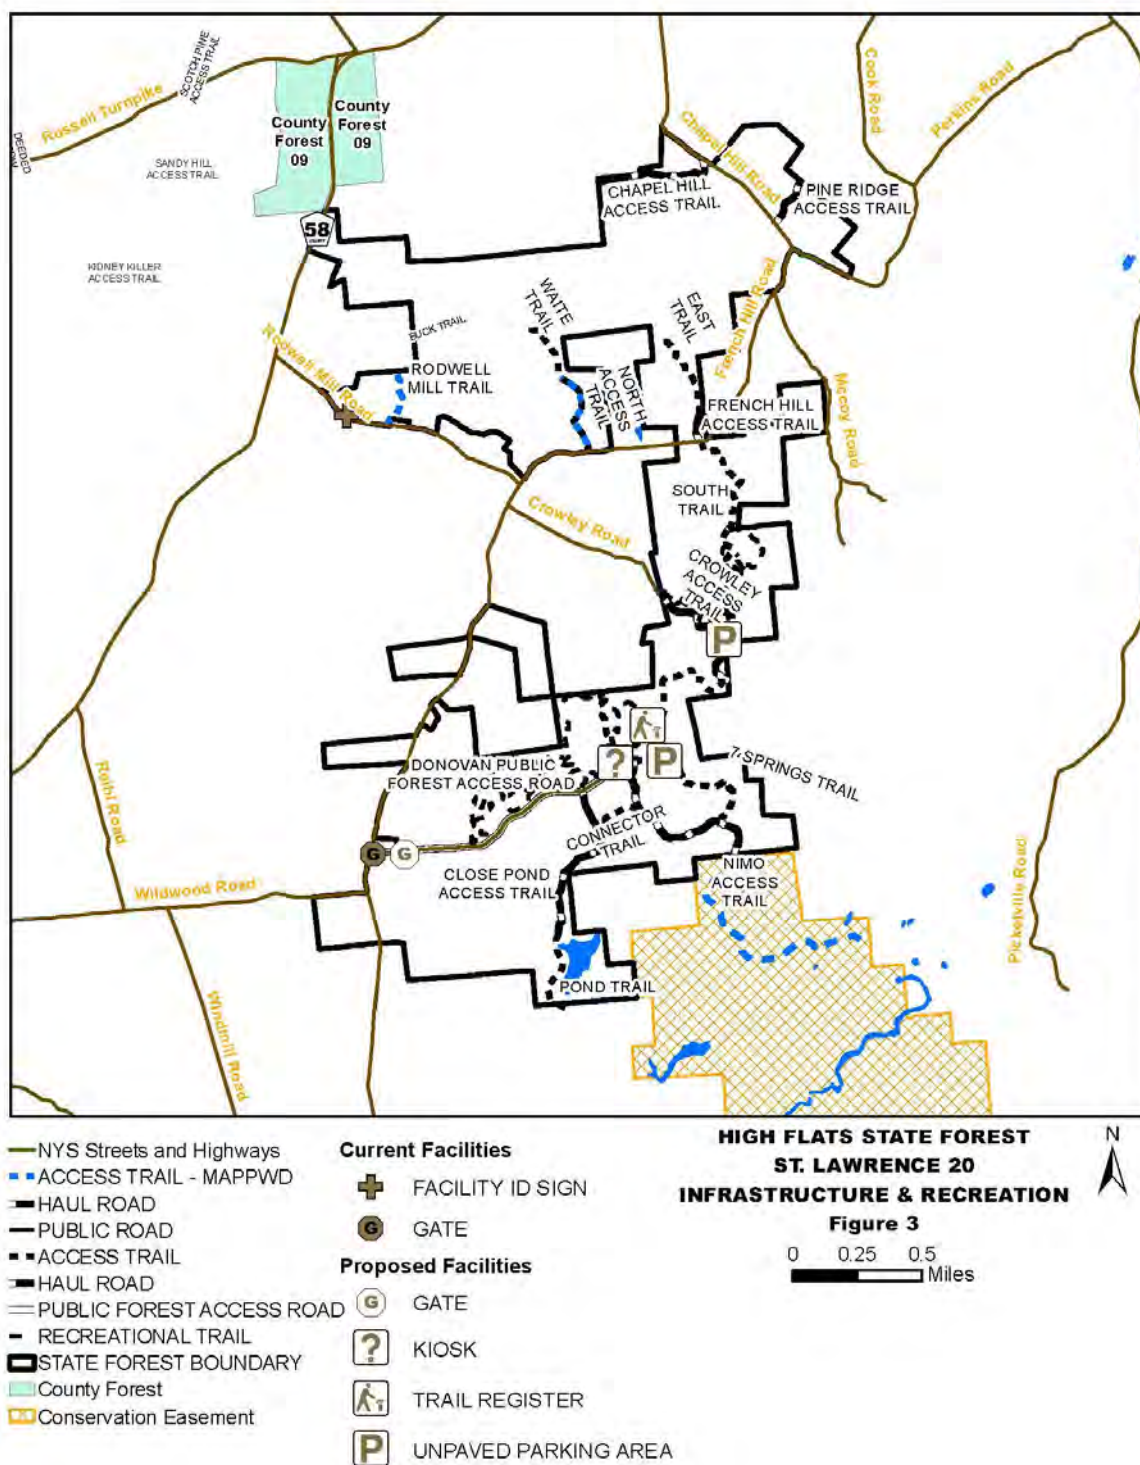 SCOTCH PINE
ACCESS TRAIL
Russell Turnpike
DEEDED
SANDY HILL
ACCESS TRAIL
KIDNEY KILLER
ACCESS TRAIL
County
Forest
09
County
Forest
09
58
Cook Road
Perkins Road
Chapel Hill Road
CHAPEL HILL
ACCESS TRAIL
PINE RIDGE
ACCESS TRAIL
WAITE
TRAIL
EAST
TRAIL
French Hill Road
BUCK TRAIL
Rodwell Mill Road
RODWELL
MILL TRAIL
NORTH
ACCESS
TRAIL
FRENCH HILL
ACCESS TRAIL
Mccoy Road
SOUTH
TRAIL
Crowley Road
CROWLEY
ACCESS
TRAIL
P
?
P
7-SPRINGS TRAIL
DONOVAN PUBLIC
FOREST ACCESS ROAD
Reihl Road
CONNECTOR
TRAIL
G
G
CLOSE POND
ACCESS TRAIL
NIMO
ACCESS
TRAIL
Wildwood Road
Picketville Road
POND TRAIL
Windmill Road
NYS Streets and Highways
ACCESS TRAIL - MAPPWD
HAUL ROAD
PUBLIC ROAD
ACCESS TRAIL
HAUL ROAD
PUBLIC FOREST ACCESS ROAD
RECREATIONAL TRAIL
STATE FOREST BOUNDARY
County Forest
Conservation Easement
Current Facilities
FACILITY ID SIGN
G
GATE
Proposed Facilities
G
GATE
?
KIOSK
TRAIL REGISTER
P
UNPAVED PARKING AREA
HIGH FLATS STATE FOREST
ST. LAWRENCE 20
INFRASTRUCTURE & RECREATION
Figure 3
0 0.25 0.5
Miles
N